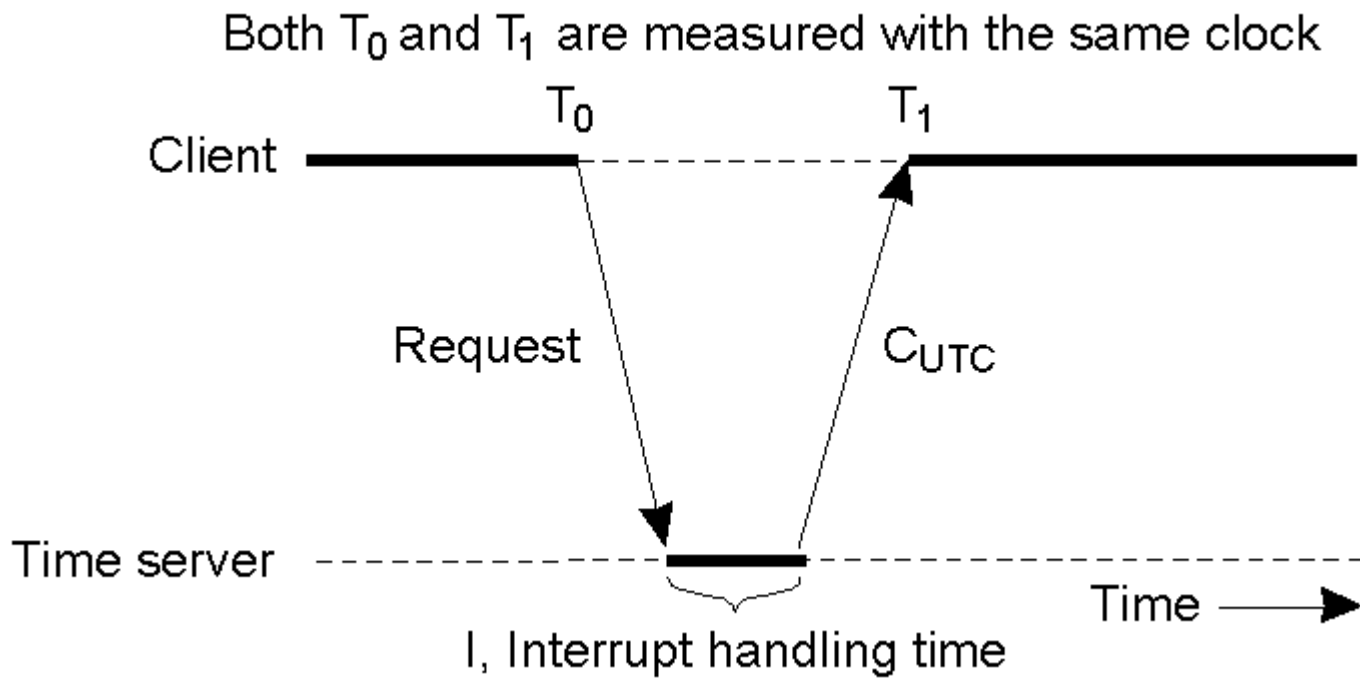 Both T₀ and T₁ are measured with the same clock
T₀
T₁
Client
Request
C_UTC
Time server
Time
I, Interrupt handling time